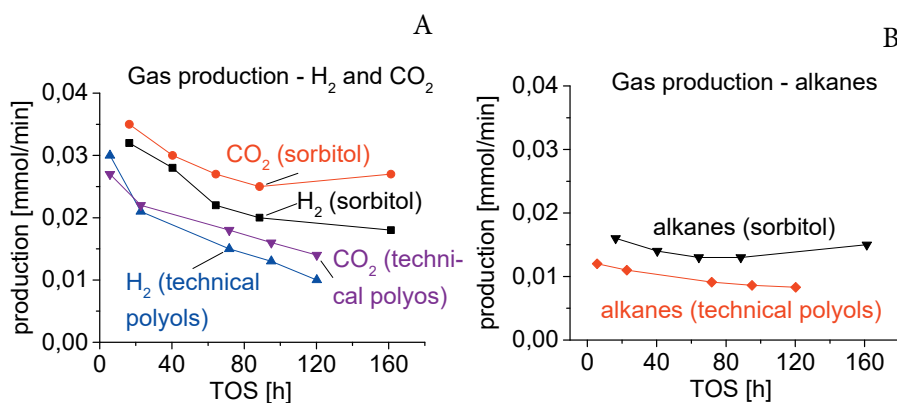 A
Gas production - H₂ and CO₂
0,04
0,03
0,02
0,01
0,00
production [mmol/min]
CO₂ (sorbitol)
H₂ (sorbitol)
H₂ (technical
polyols)
CO₂ (techni-
cal polyos)
0 40 80 120 160
TOS [h]
B
Gas production - alkanes
0,04
0,03
0,02
0,01
0,00
production [mmol/min]
alkanes (sorbitol)
alkanes (technical polyols)
0 40 80 120 160
TOS [h]